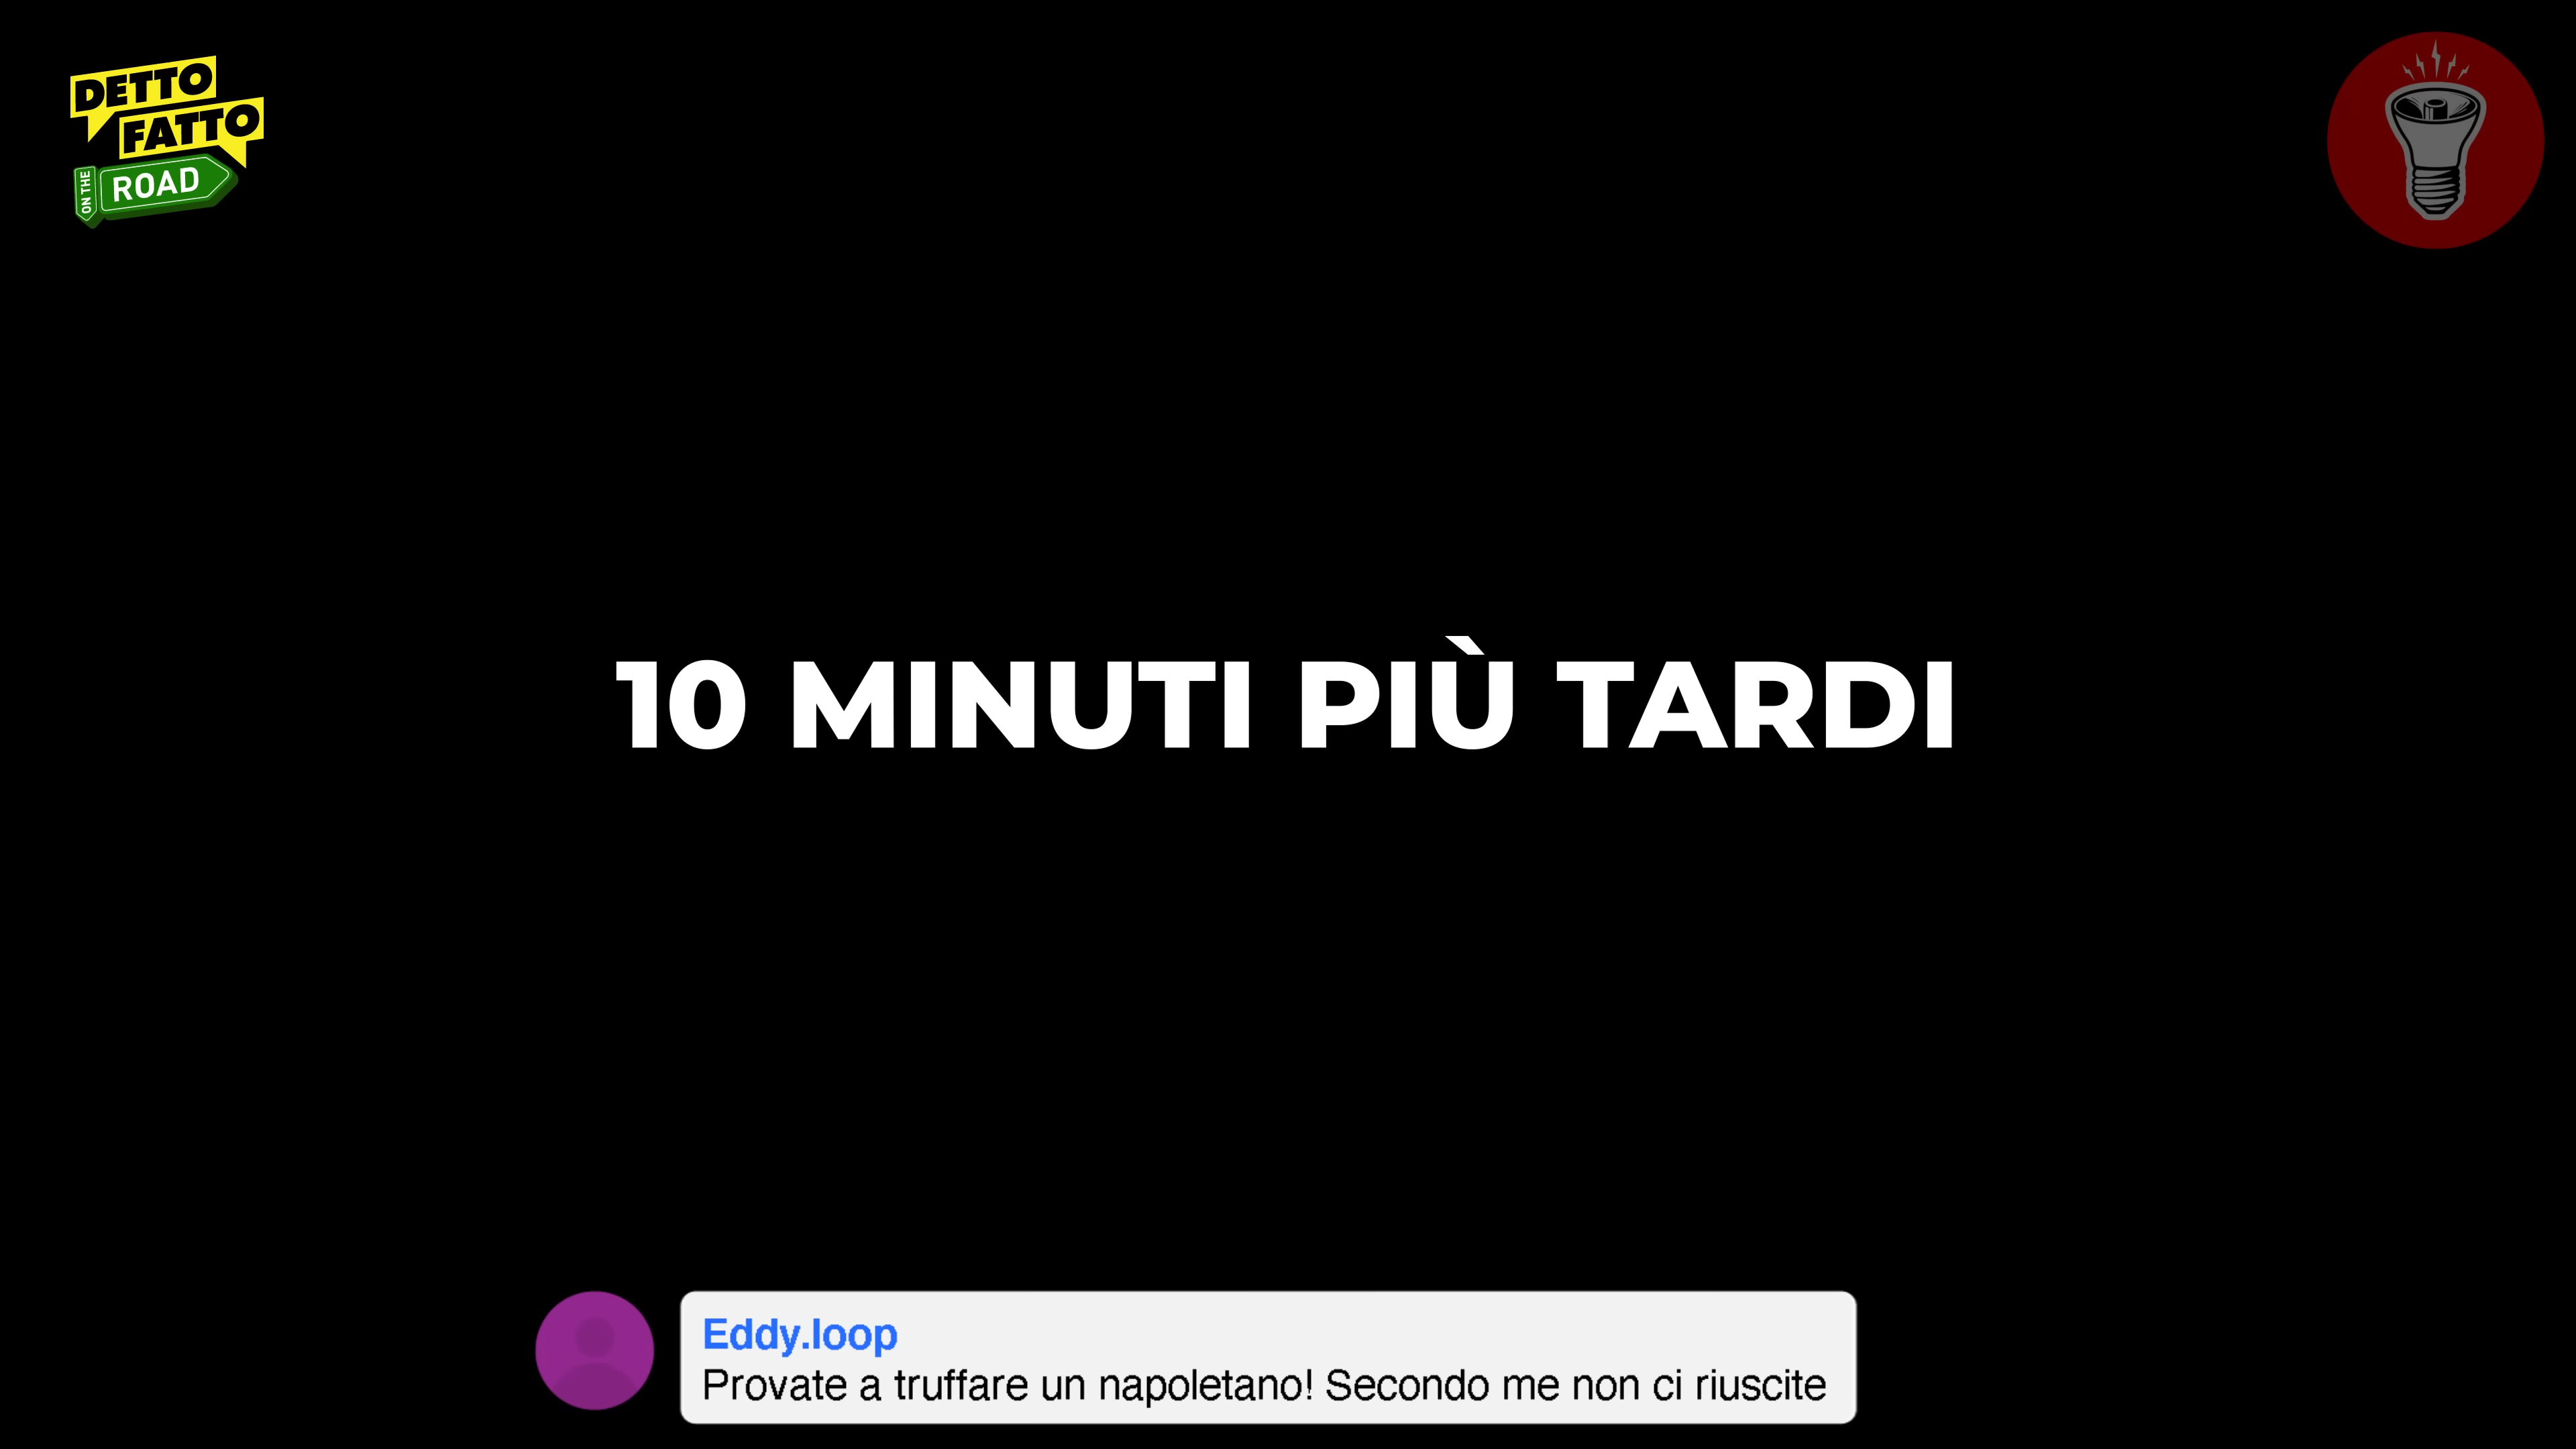 DETTO
FATTO
ON THE
ROAD
10 MINUTI PIÙ TARDI
Eddy.loop
Provate a truffare un napoletano! Secondo me non ci riuscite